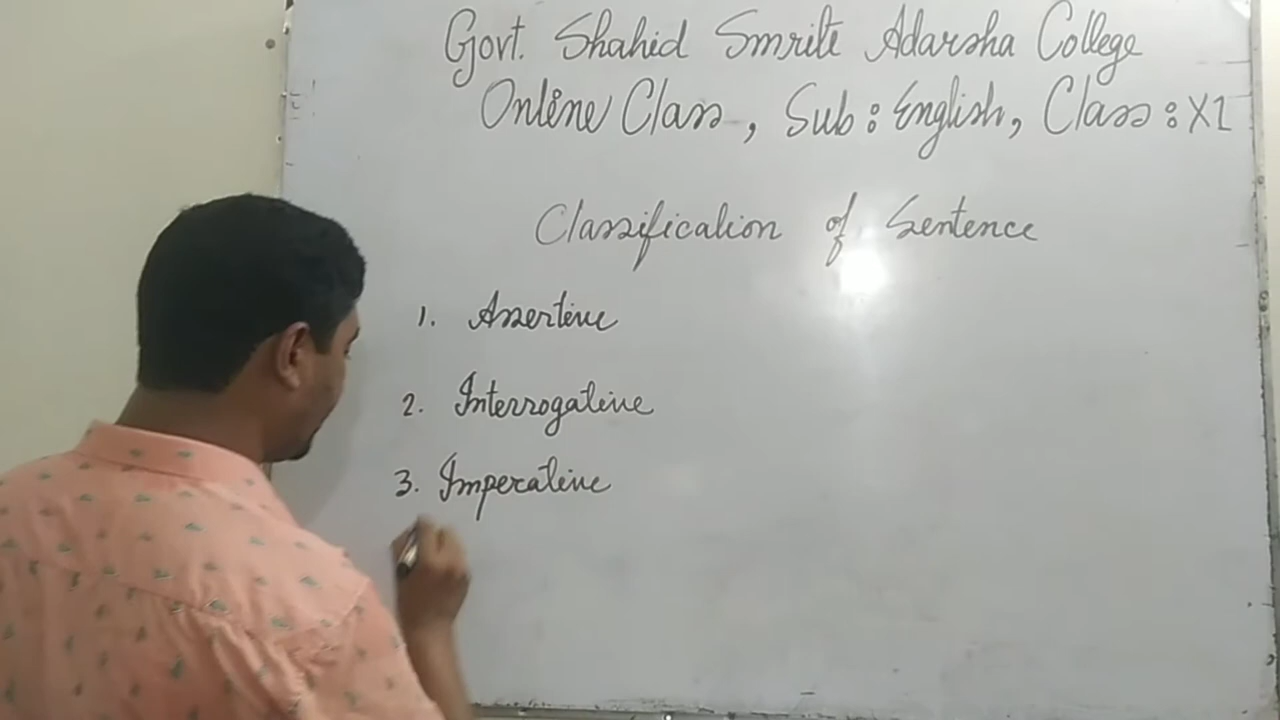 Govt. Shahid Smrite Adarsha College
Online Class, Sub: English, Class: XI
Classification of Sentence
1. Assertive
2. Interrogative
3. Imperative